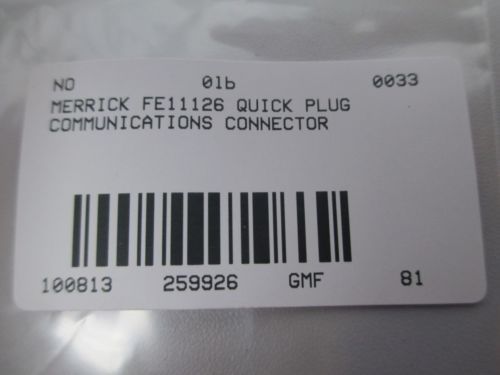 NO 01b 0033
MERRICK FE11126 QUICK PLUG
COMMUNICATIONS CONNECTOR
100813 259926 GMF 81